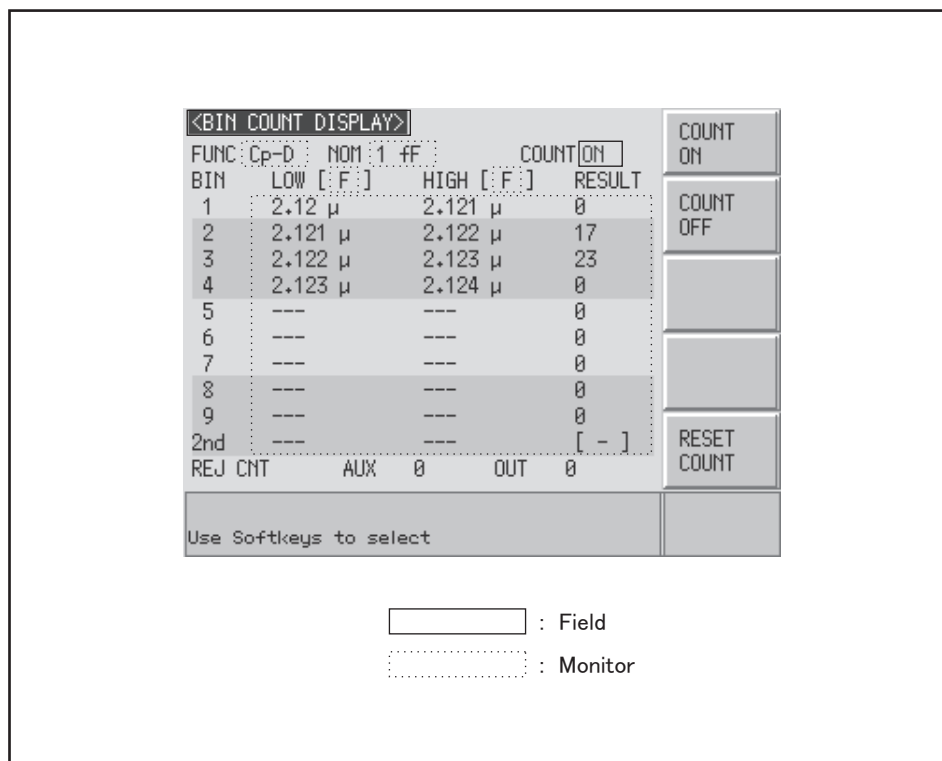 <BIN COUNT DISPLAY>
FUNC Cp-D NOM 1 fF COUNT ON
BIN LOW [ F ] HIGH [ F ] RESULT
1 2.12 µ 2.121 µ 0
2 2.121 µ 2.122 µ 17
3 2.122 µ 2.123 µ 23
4 2.123 µ 2.124 µ 0
5 --- --- 0
6 --- --- 0
7 --- --- 0
8 --- --- 0
9 --- --- 0
2nd --- --- [ - ]
REJ CNT AUX 0 OUT 0
Use Softkeys to select
COUNT
ON
COUNT
OFF
RESET
COUNT
: Field
: Monitor